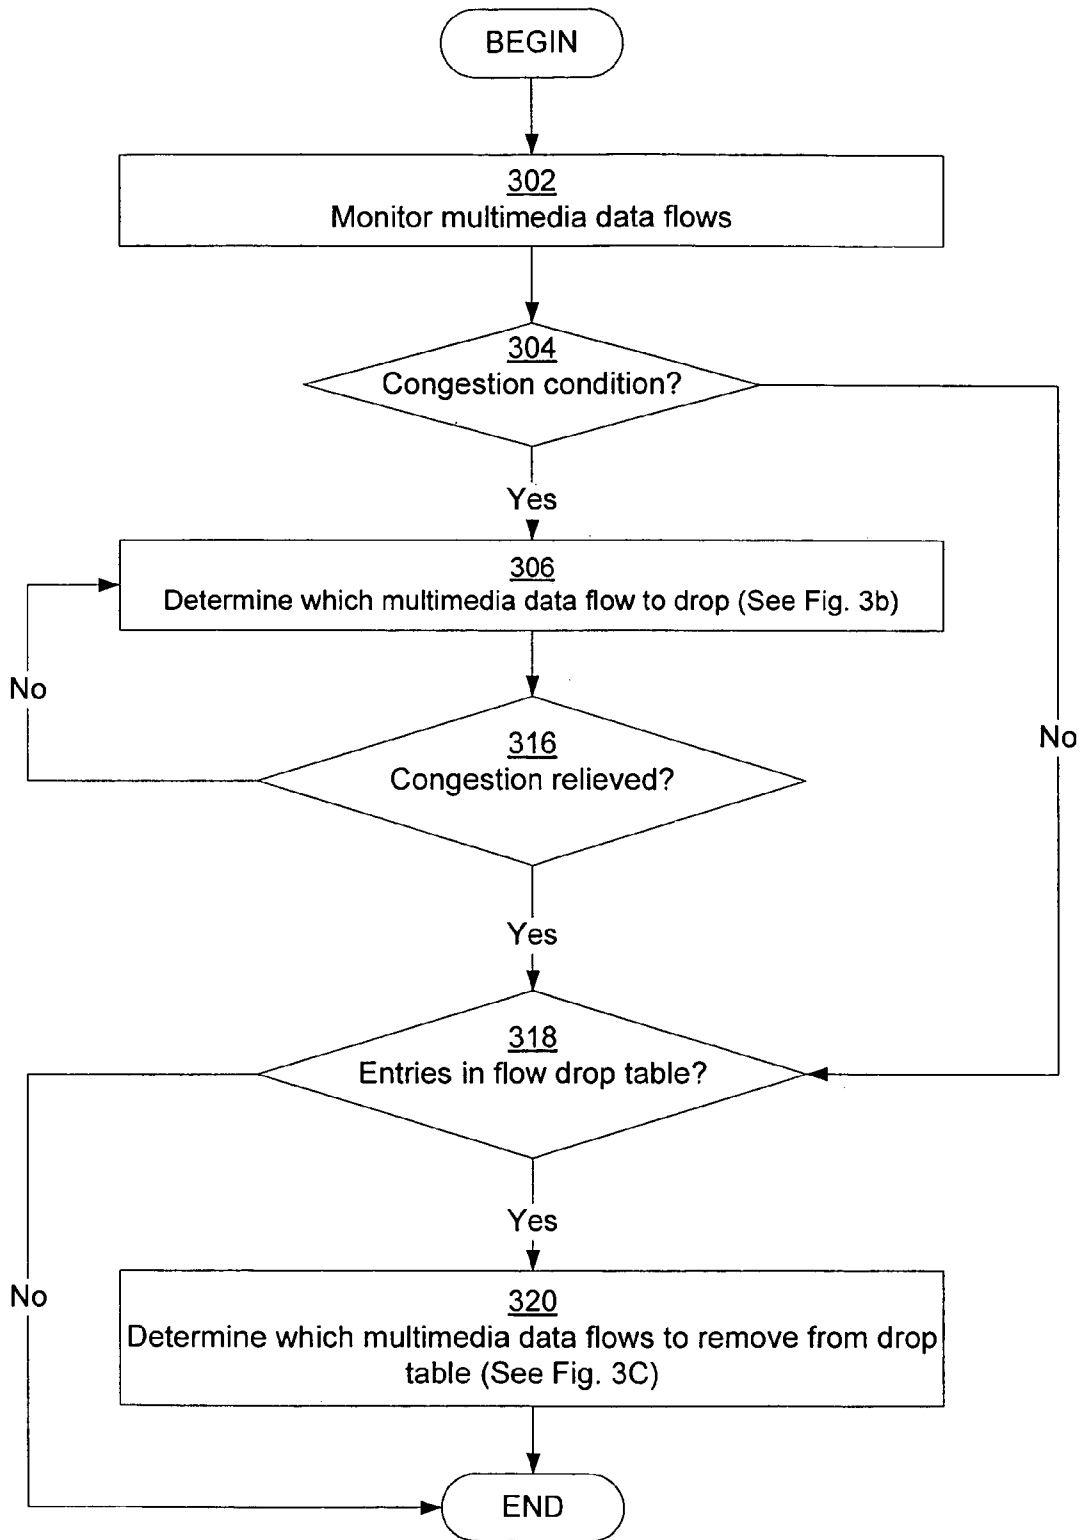 BEGIN
302
Monitor multimedia data flows
304
Congestion condition?
Yes
306
Determine which multimedia data flow to drop (See Fig. 3b)
No
316
Congestion relieved?
No
Yes
318
Entries in flow drop table?
Yes
No
320
Determine which multimedia data flows to remove from drop
table (See Fig. 3C)
END